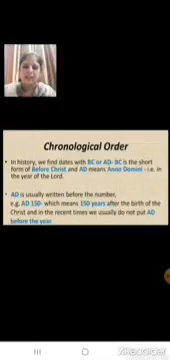 Chronological Order
• In history, we find dates with BC or AD- BC is the short
form of Before Christ and AD means Anno Domini - i.e. in
the year of the Lord.
• AD is usually written before the number,
e.g. AD 150- which means 150 years after the birth of the
Christ and in the recent times we usually do not put AD
before the year